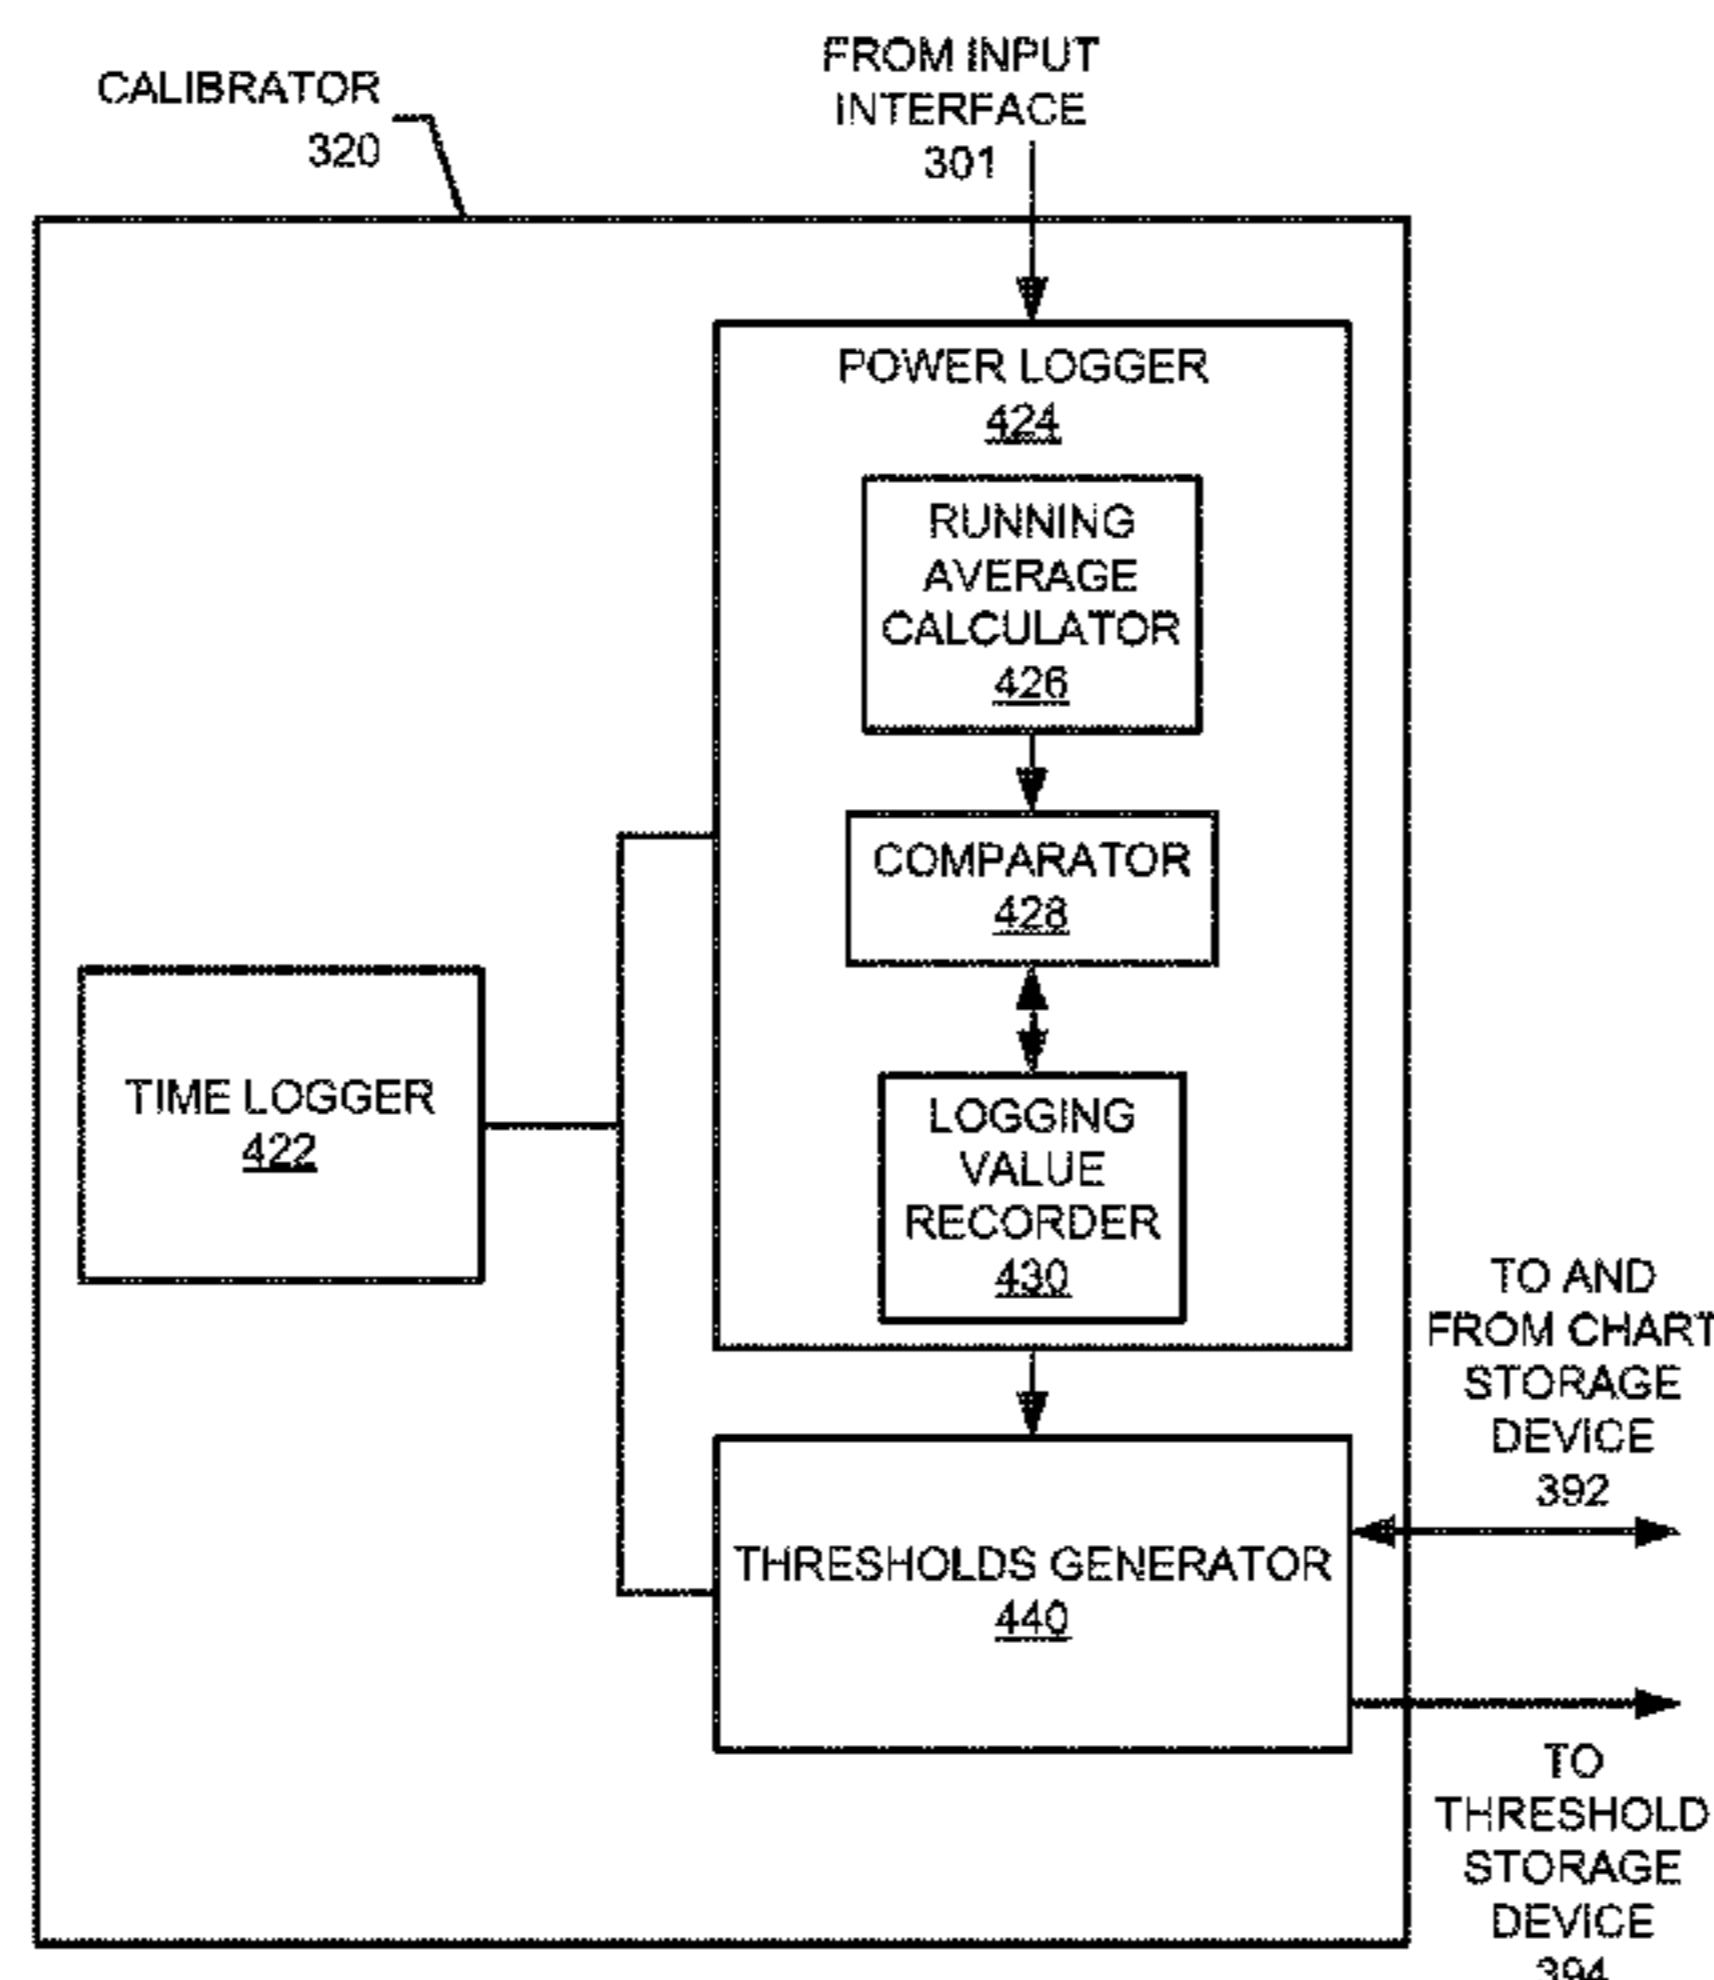 CALIBRATOR
320
FROM INPUT
INTERFACE
301
POWER LOGGER
424
RUNNING
AVERAGE
CALCULATOR
426
COMPARATOR
428
TIME LOGGER
422
LOGGING
VALUE
RECORDER
430
TO AND
FROM CHART
STORAGE
DEVICE
392
THRESHOLDS GENERATOR
440
TO
THRESHOLD
STORAGE
DEVICE
394